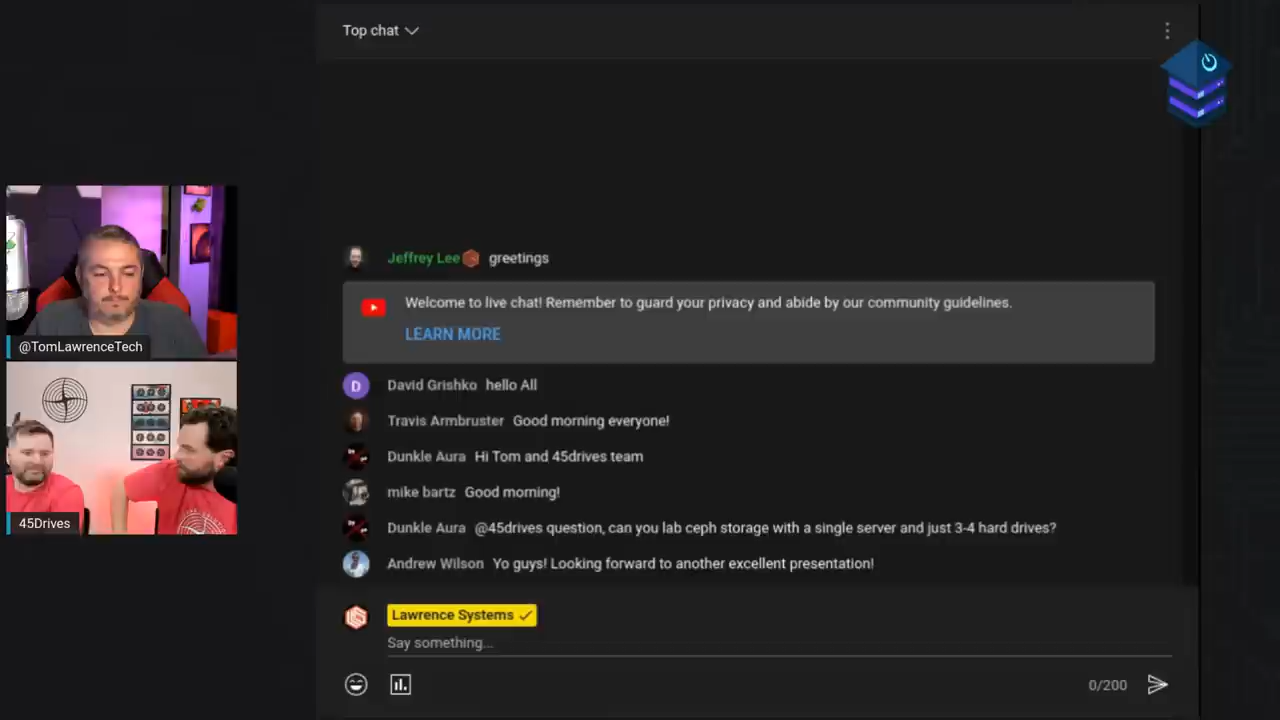 Top chat
Jeffrey Lee greetings
Welcome to live chat! Remember to guard your privacy and abide by our community guidelines.
LEARN MORE
D David Grishko hello All
Travis Armbruster Good morning everyone!
Dunkle Aura Hi Tom and 45drives team
mike bartz Good morning!
Dunkle Aura @45drives question, can you lab ceph storage with a single server and just 3-4 hard drives?
Andrew Wilson Yo guys! Looking forward to another excellent presentation!
Lawrence Systems
Say something...
0/200
@TomLawrenceTech
45Drives